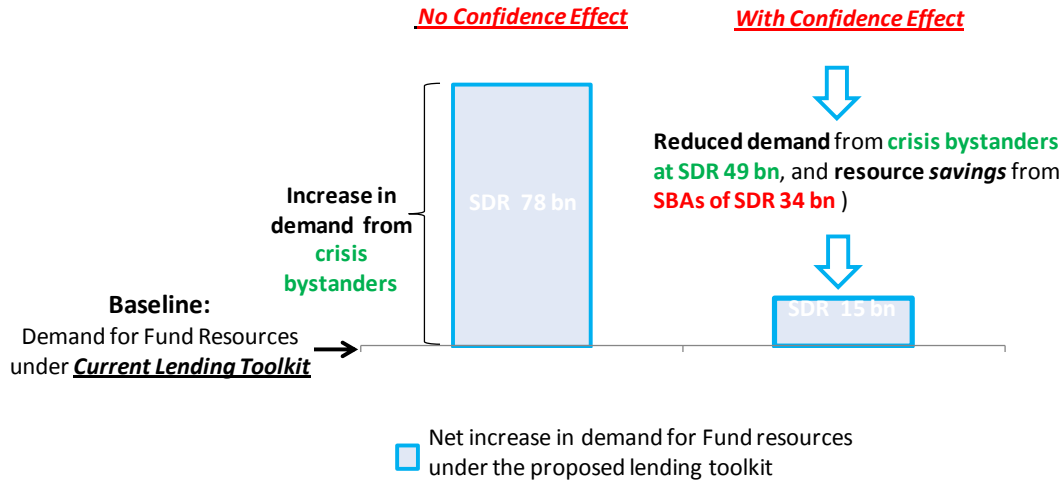 No Confidence Effect
With Confidence Effect
Reduced demand from crisis bystanders
at SDR 49 bn, and resource savings from
SBAs of SDR 34 bn )
Increase in
demand from
crisis
bystanders
SDR 78 bn
SDR 15 bn
Baseline:
Demand for Fund Resources
under Current Lending Toolkit
Net increase in demand for Fund resources
under the proposed lending toolkit